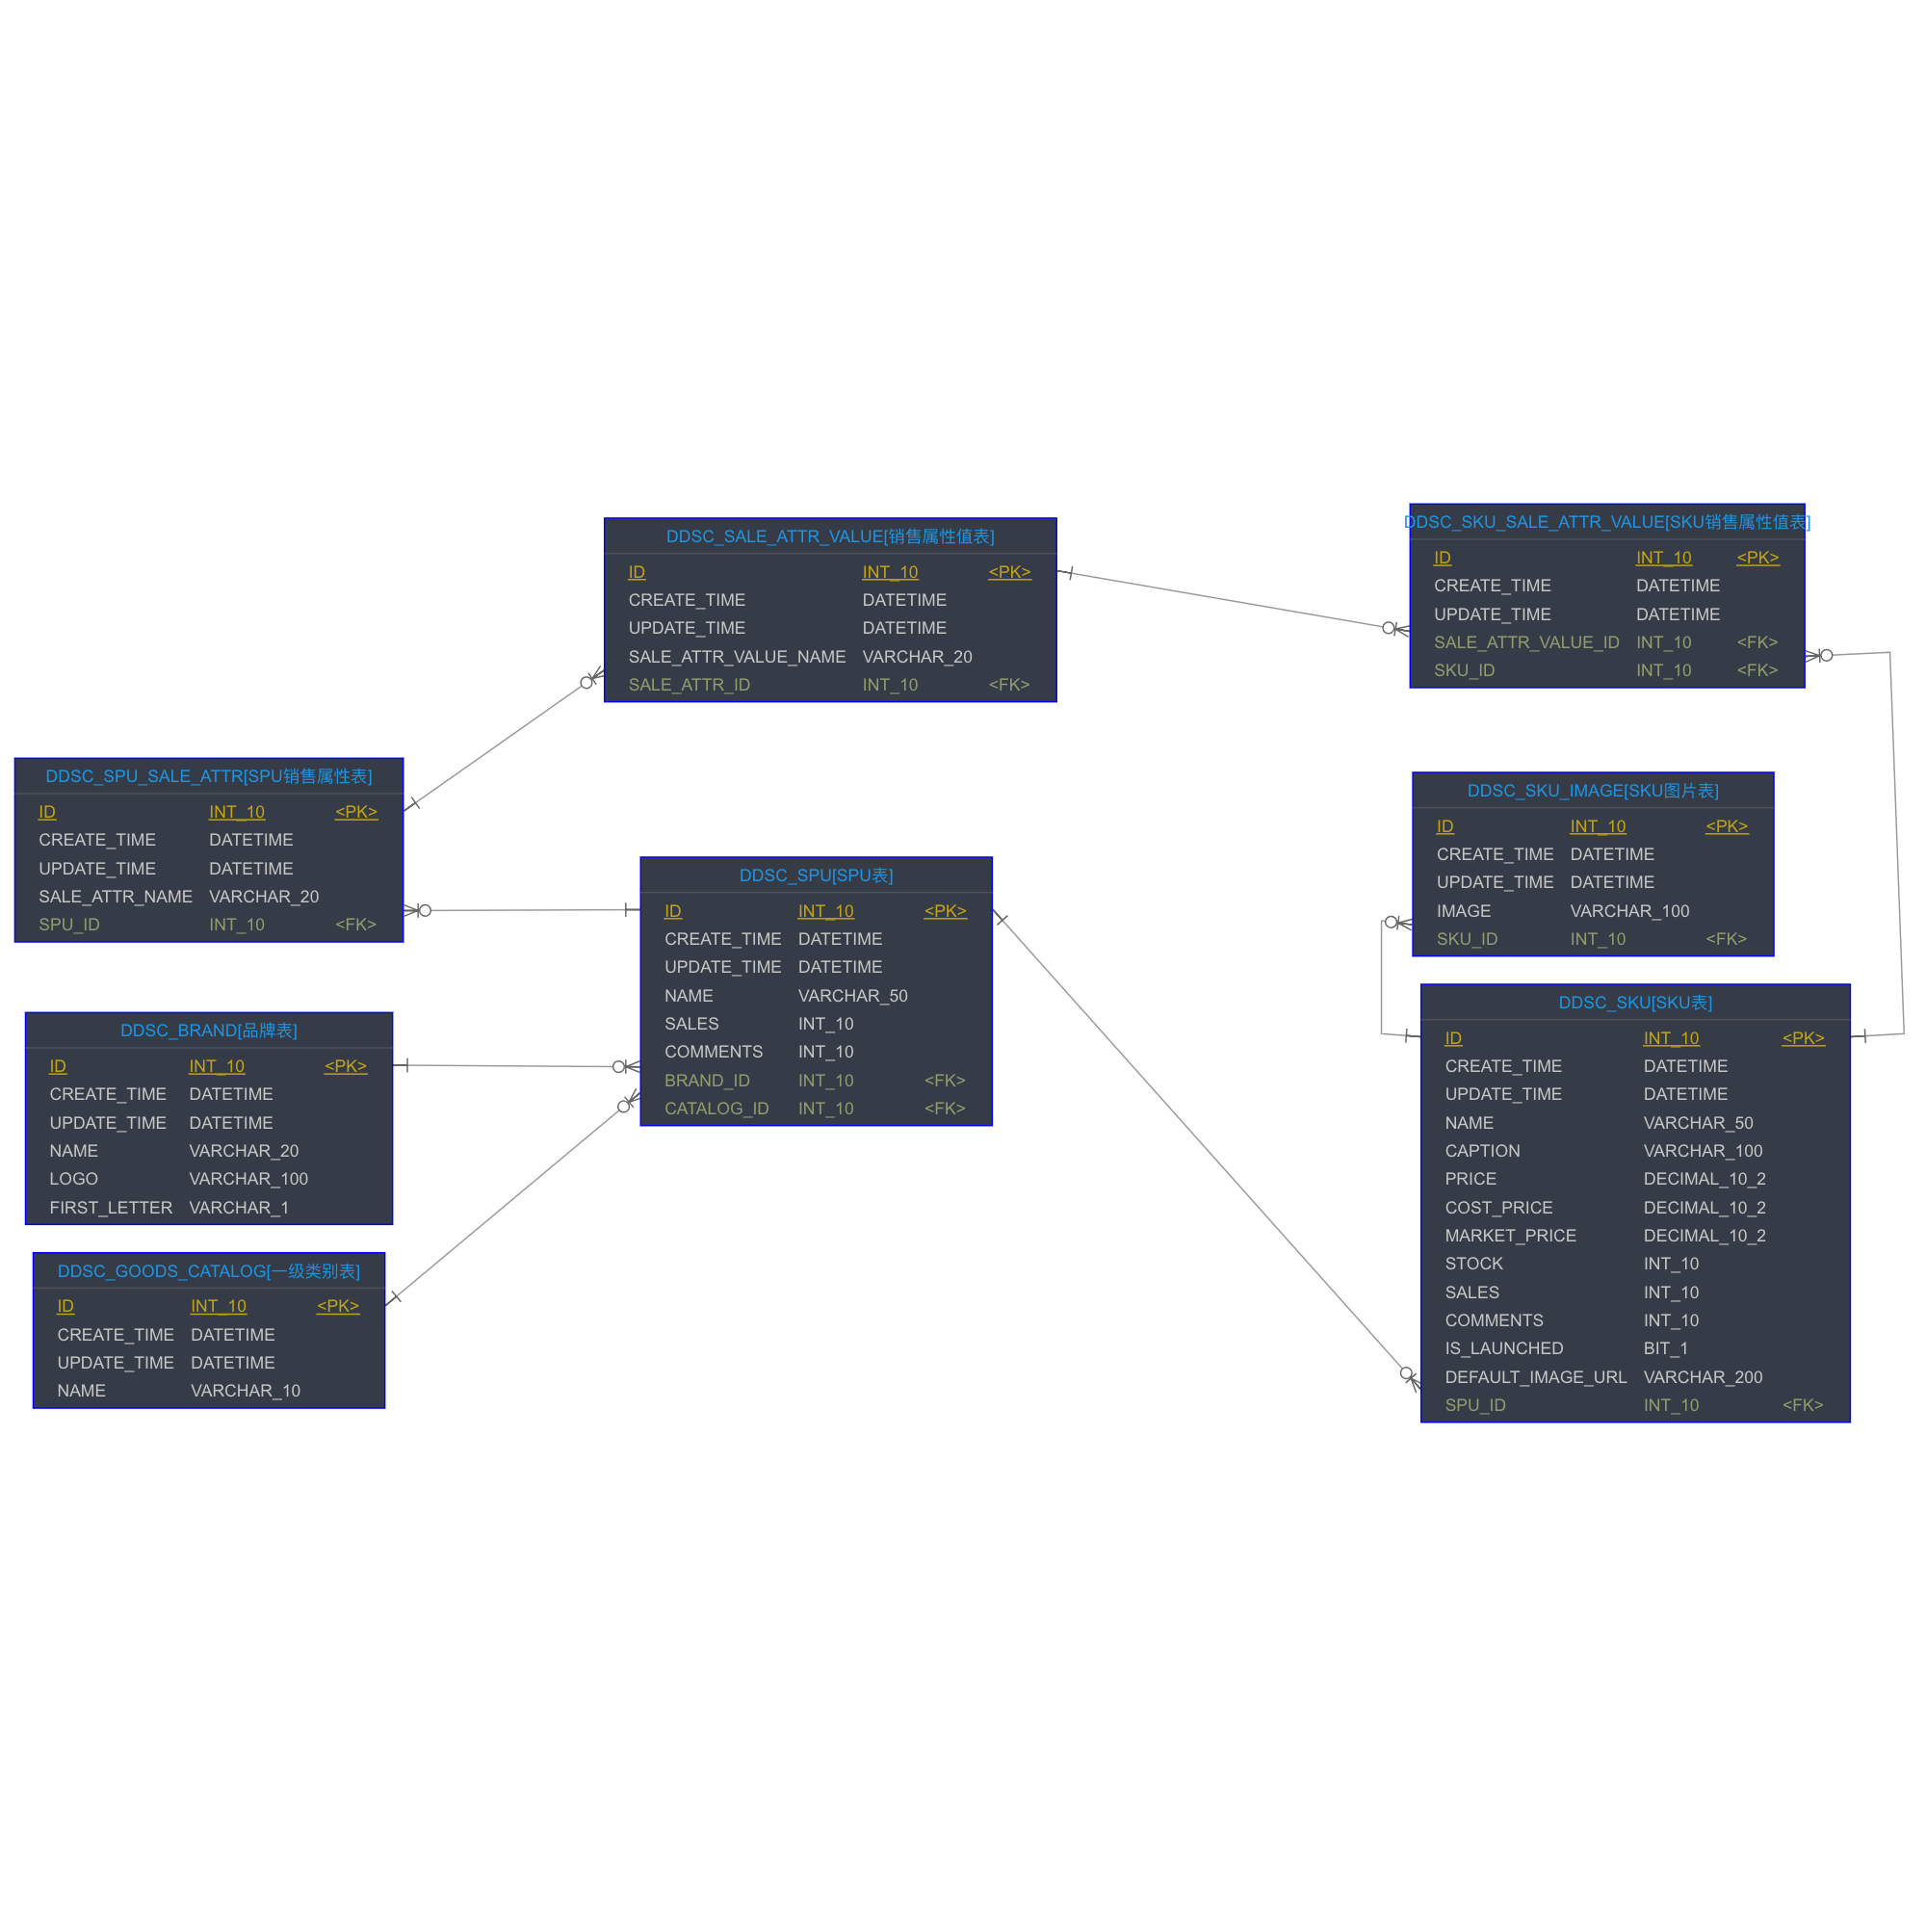 DDSC_SALE_ATTR_VALUE[销售属性值表]
ID INT_10 <PK>
CREATE_TIME DATETIME
UPDATE_TIME DATETIME
SALE_ATTR_VALUE_NAME VARCHAR_20
SALE_ATTR_ID INT_10 <FK>
DDSC_SKU_SALE_ATTR_VALUE[SKU销售属性值表]
ID INT_10 <PK>
CREATE_TIME DATETIME
UPDATE_TIME DATETIME
SALE_ATTR_VALUE_ID INT_10 <FK>
SKU_ID INT_10 <FK>
DDSC_SPU_SALE_ATTR[SPU销售属性表]
ID INT_10 <PK>
CREATE_TIME DATETIME
UPDATE_TIME DATETIME
SALE_ATTR_NAME VARCHAR_20
SPU_ID INT_10 <FK>
DDSC_SPU[SPU表]
ID INT_10 <PK>
CREATE_TIME DATETIME
UPDATE_TIME DATETIME
NAME VARCHAR_50
SALES INT_10
COMMENTS INT_10
BRAND_ID INT_10 <FK>
CATALOG_ID INT_10 <FK>
DDSC_SKU_IMAGE[SKU图片表]
ID INT_10 <PK>
CREATE_TIME DATETIME
UPDATE_TIME DATETIME
IMAGE VARCHAR_100
SKU_ID INT_10 <FK>
DDSC_BRAND[品牌表]
ID INT_10 <PK>
CREATE_TIME DATETIME
UPDATE_TIME DATETIME
NAME VARCHAR_20
LOGO VARCHAR_100
FIRST_LETTER VARCHAR_1
DDSC_GOODS_CATALOG[一级类别表]
ID INT_10 <PK>
CREATE_TIME DATETIME
UPDATE_TIME DATETIME
NAME VARCHAR_10
DDSC_SKU[SKU表]
ID INT_10 <PK>
CREATE_TIME DATETIME
UPDATE_TIME DATETIME
NAME VARCHAR_50
CAPTION VARCHAR_100
PRICE DECIMAL_10_2
COST_PRICE DECIMAL_10_2
MARKET_PRICE DECIMAL_10_2
STOCK INT_10
SALES INT_10
COMMENTS INT_10
IS_LAUNCHED BIT_1
DEFAULT_IMAGE_URL VARCHAR_200
SPU_ID INT_10 <FK>